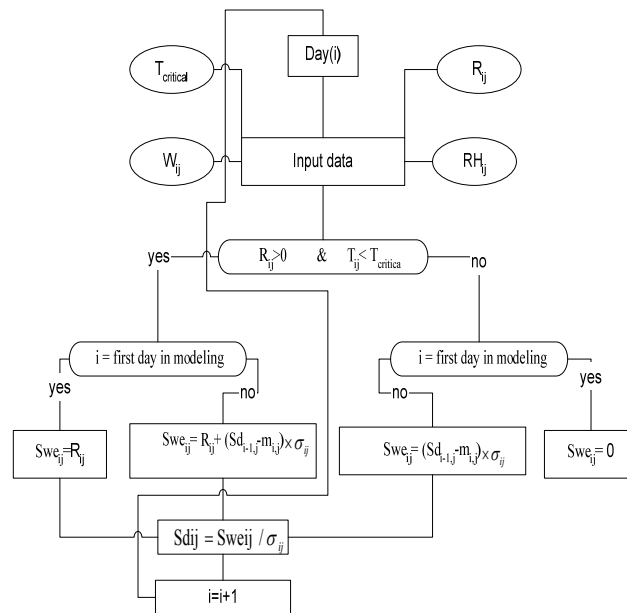 Day(i)
T_critical
R_ij
W_ij
Input data
RH_ij
R_ij>0 & T_ij< T_critica
yes
no
i = first day in modeling
i = first day in modeling
yes
no
no
yes
Swe_ij=R_ij
Swe_ij= R_ij+ (Sd_i-1,j-m_i,j)×σ_ij
Swe_ij= (Sd_i-1,j-m_i,j)×σ_ij
Swe_ij= 0
Sdij = Sweij / σ_ij
i=i+1